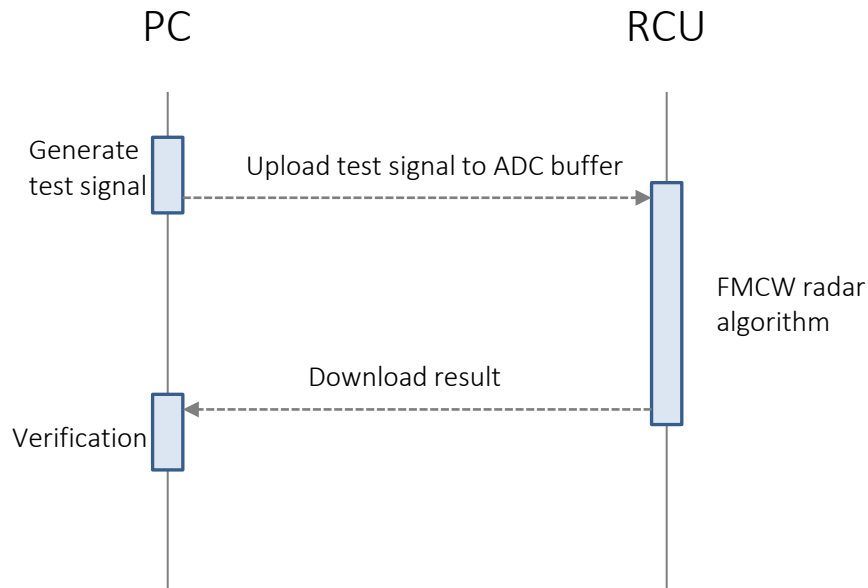 PC
RCU
Generate
test signal
Upload test signal to ADC buffer
FMCW radar
algorithm
Download result
Verification